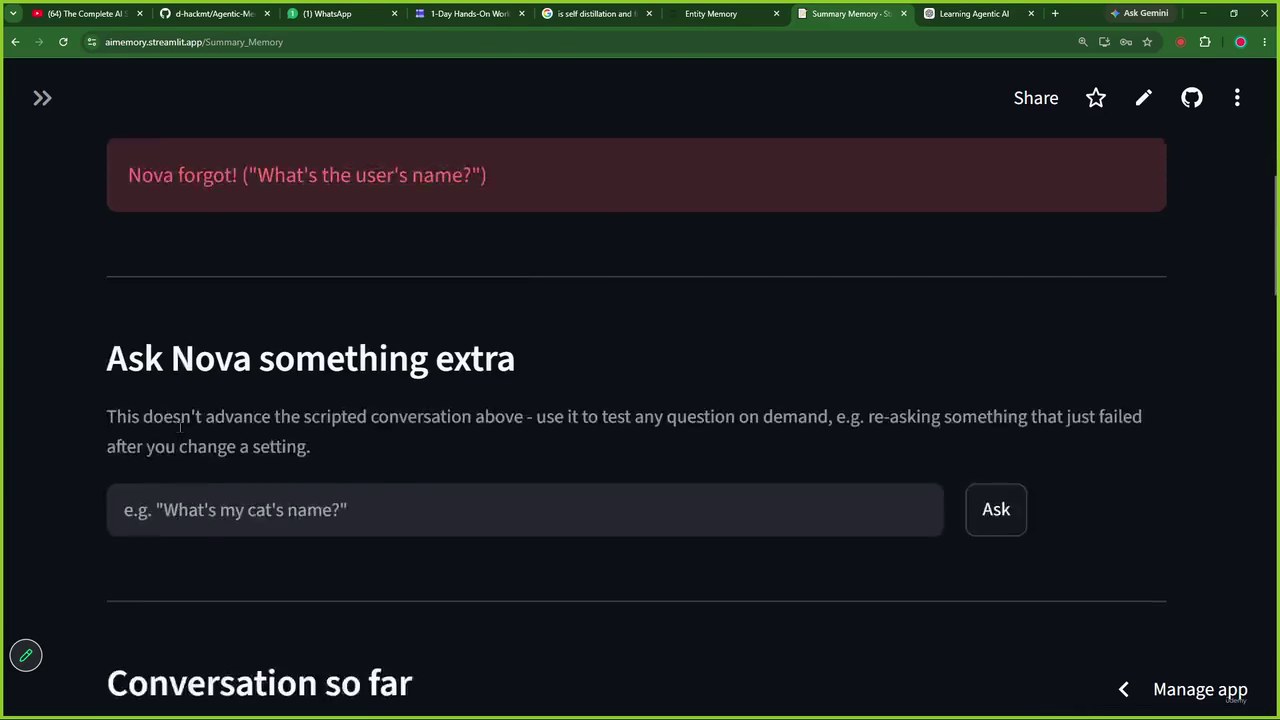 (64) The Complete AI S
d-hackmt/Agentic-Me
(1) WhatsApp
1-Day Hands-On Work
is self distillation and
Entity Memory
Summary Memory - St
Learning Agentic AI
Ask Gemini
aimemory.streamlit.app/Summary_Memory
Share
Nova forgot! ("What's the user's name?")
Ask Nova something extra
This doesn't advance the scripted conversation above - use it to test any question on demand, e.g. re-asking something that just failed
after you change a setting.
e.g. "What's my cat's name?"
Ask
Conversation so far
Manage app
udemy